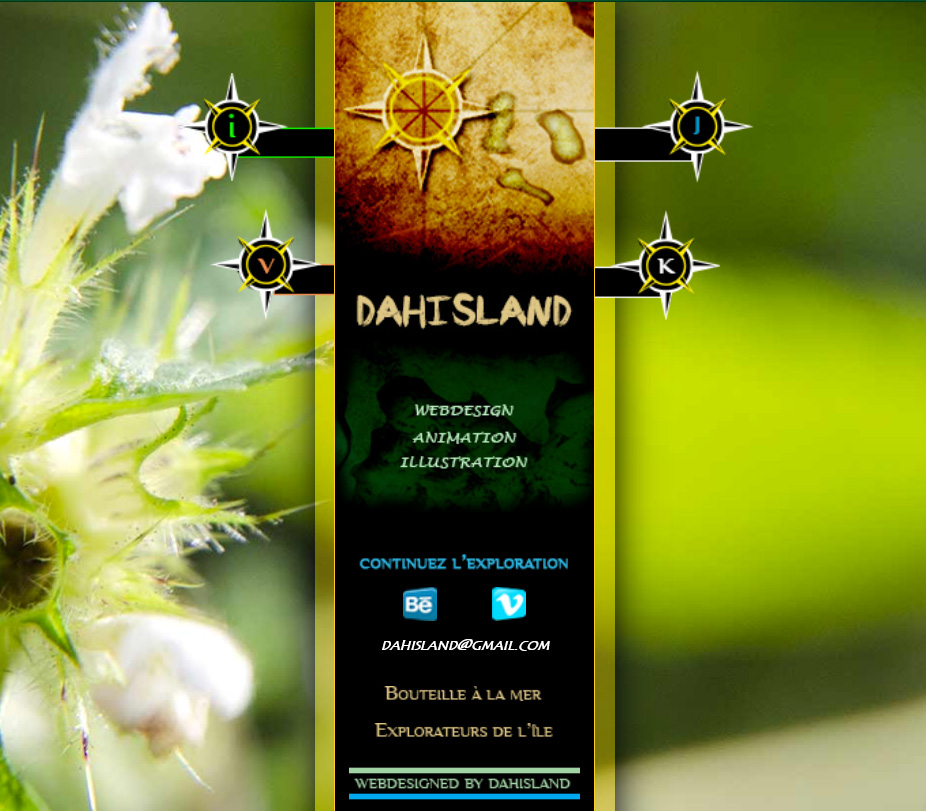 i
J
V
K
DAHISLAND
WEBDESIGN
ANIMATION
ILLUSTRATION
CONTINUEZ L'EXPLORATION
Bē
V
DAHISLAND@GMAIL.COM
Bouteille à la mer
Explorateurs de l'île
WEBDESIGNED BY DAHISLAND